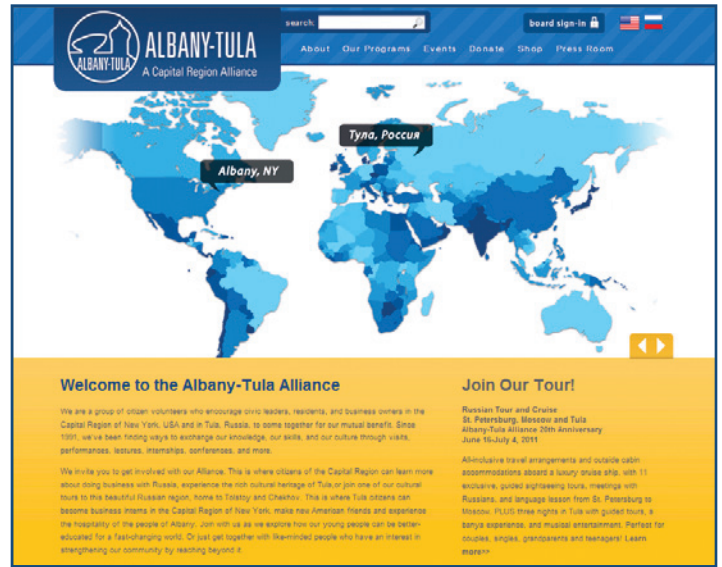 search:
board sign-in
ALBANY-TULA
ALBANY-TULA
A Capital Region Alliance
About Our Programs Events Donate Shop Press Room
Тула, Россия
Albany, NY
Welcome to the Albany-Tula Alliance
We are a group of citizen volunteers who encourage civic leaders, residents, and business owners in the
Capital Region of New York, USA and in Tula, Russia, to come together for our mutual benefit. Since
1991, we've been finding ways to exchange our knowledge, our skills, and our culture through visits,
performances, lectures, internships, conferences, and more.
We invite you to get involved with our Alliance. This is where citizens of the Capital Region can learn more
about doing business with Russia, experience the rich cultural heritage of Tula,or join one of our cultural
tours to this beautiful Russian region, home to Tolstoy and Chekhov. This is where Tula citizens can
become business interns in the Capital Region of New York, make new American friends and experience
the hospitality of the people of Albany. Join with us as we explore how our young people can be better-
educated for a fast-changing world. Or just get together with like-minded people who have an interest in
strengthening our community by reaching beyond it.
Join Our Tour!
Russian Tour and Cruise
St. Petersburg, Moscow and Tula
Albany-Tula Alliance 20th Anniversary
June 16-July 4, 2011
All-inclusive travel arrangements and outside cabin
accommodations aboard a luxury cruise ship, with 11
exclusive, guided sightseeing tours, meetings with
Russians, and language lesson from St. Petersburg to
Moscow. PLUS three nights in Tula with guided tours, a
banya experience, and musical entertainment. Perfect for
couples, singles, grandparents and teenagers! Learn
more>>